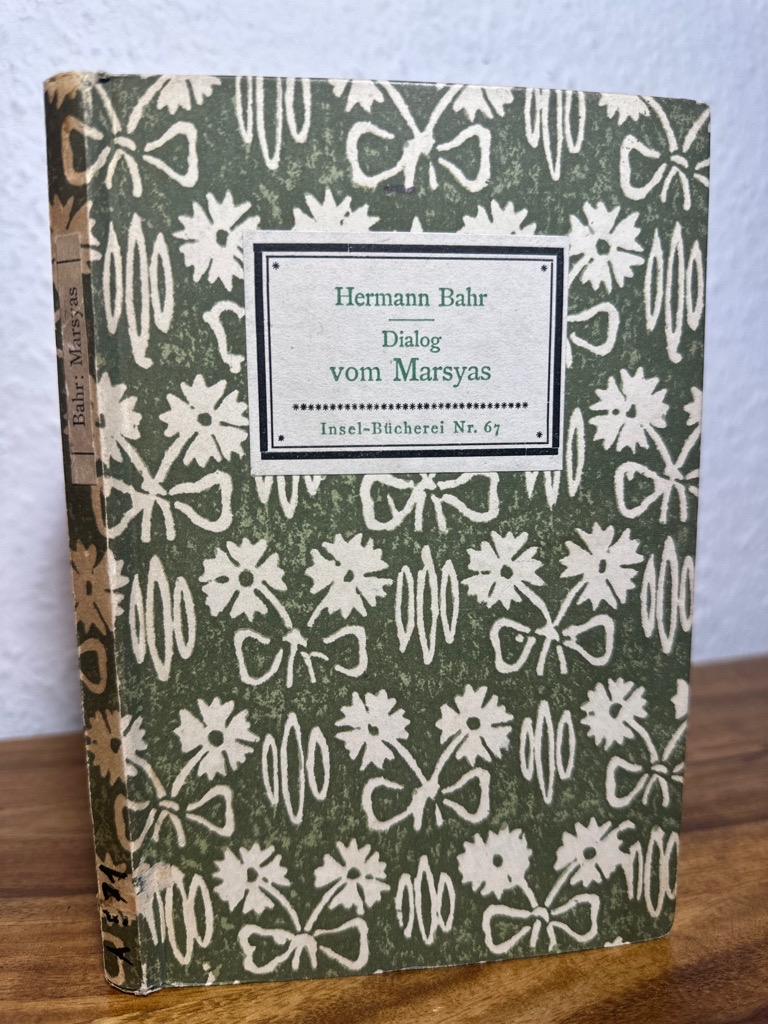 Hermann Bahr
Dialog
vom Marsyas
Insel-Bücherei Nr. 67
Bahr: Marsyas